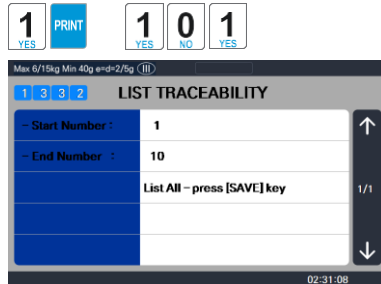 1 PRINT 1 0 1
YES YES NO YES
Max 6/15kg Min 40g e=d=2/5g (III)
1 3 3 2 LIST TRACEABILITY
- Start Number : 1
- End Number : 10
List All – press [SAVE] key
1/1
02:31:08